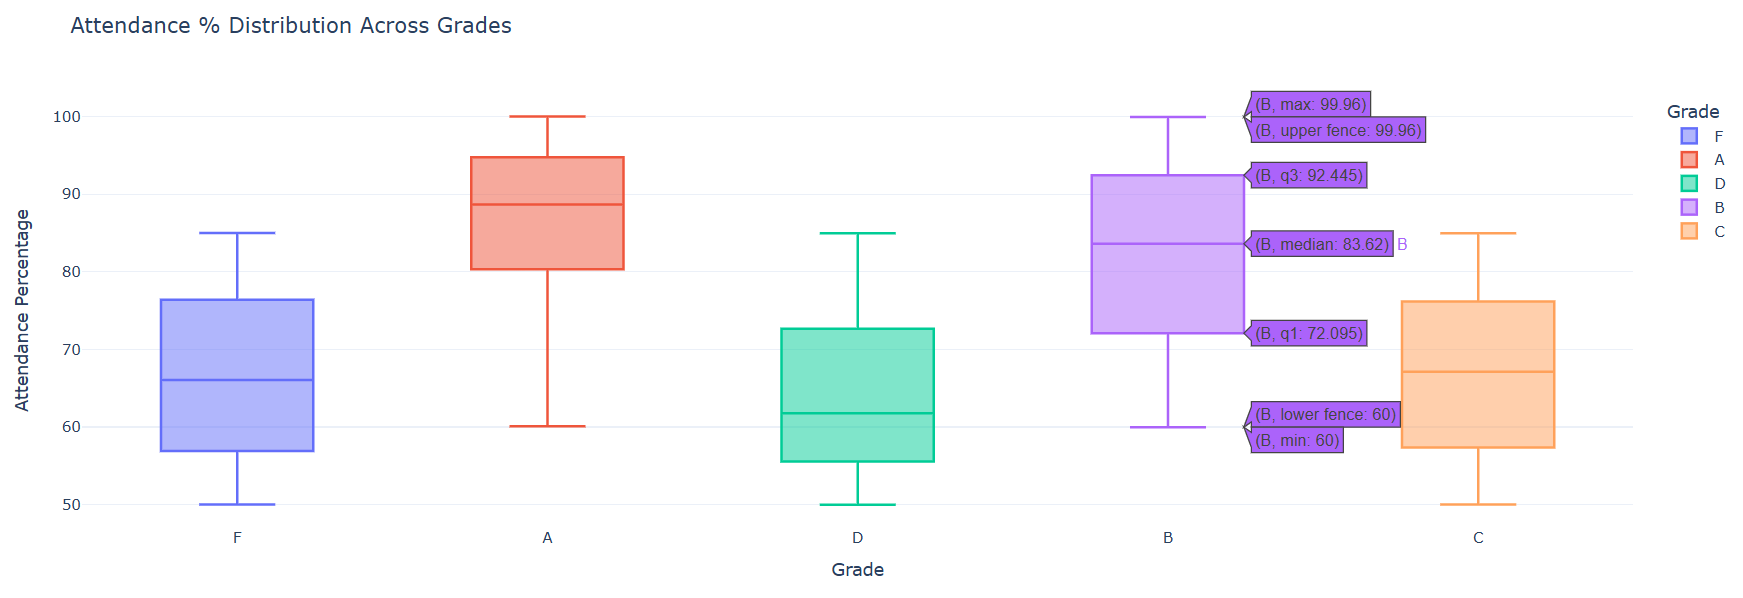 Attendance % Distribution Across Grades
Attendance Percentage
100
90
80
70
60
50
(B, max: 99.96)
(B, upper fence: 99.96)
(B, q3: 92.445)
(B, median: 83.62) B
(B, q1: 72.095)
(B, lower fence: 60)
(B, min: 60)
F A D B C
Grade
Grade
F
A
D
B
C